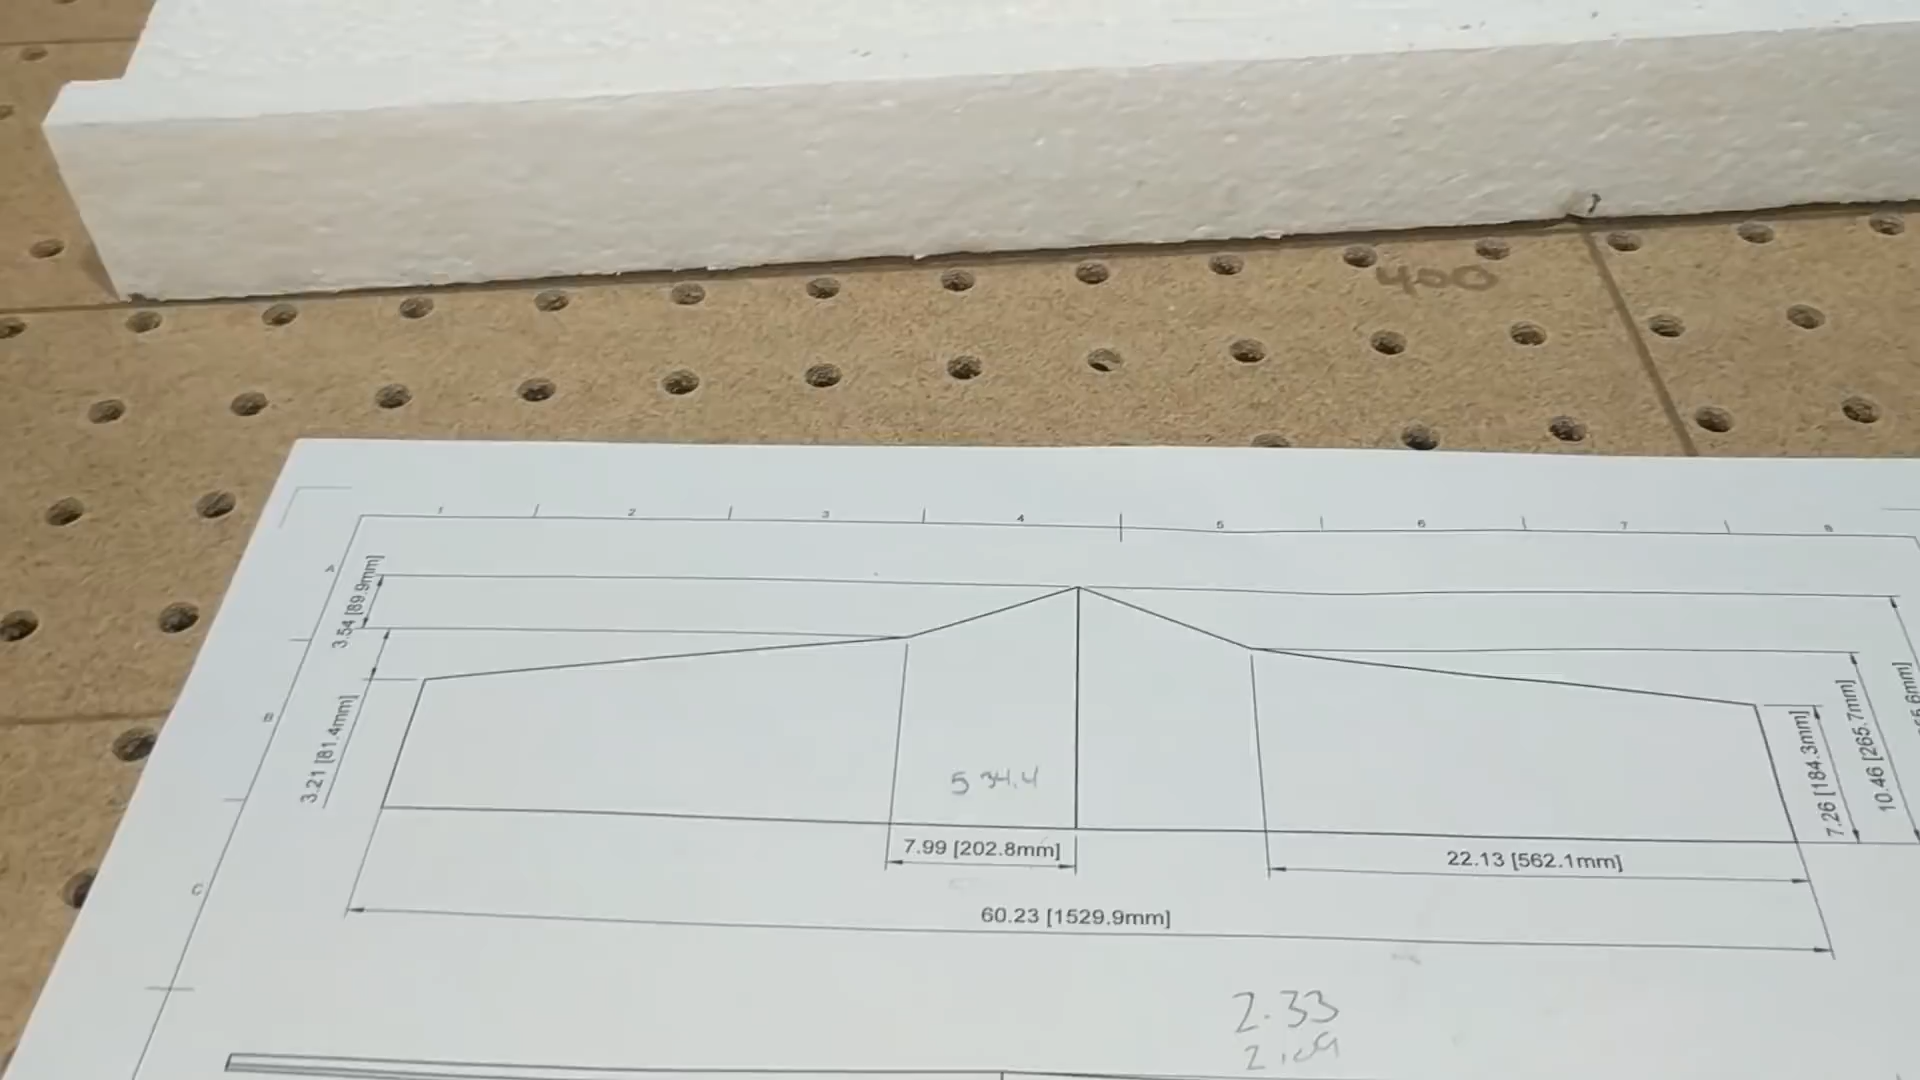 400
1 2 3 4 5 6 7 8
A
3.54 [89.9mm]
B
3.21 [81.4mm]
534.4
7.26 [184.3mm]
10.46 [265.7mm]
7.99 [202.8mm]
22.13 [562.1mm]
C
60.23 [1529.9mm]
2.33